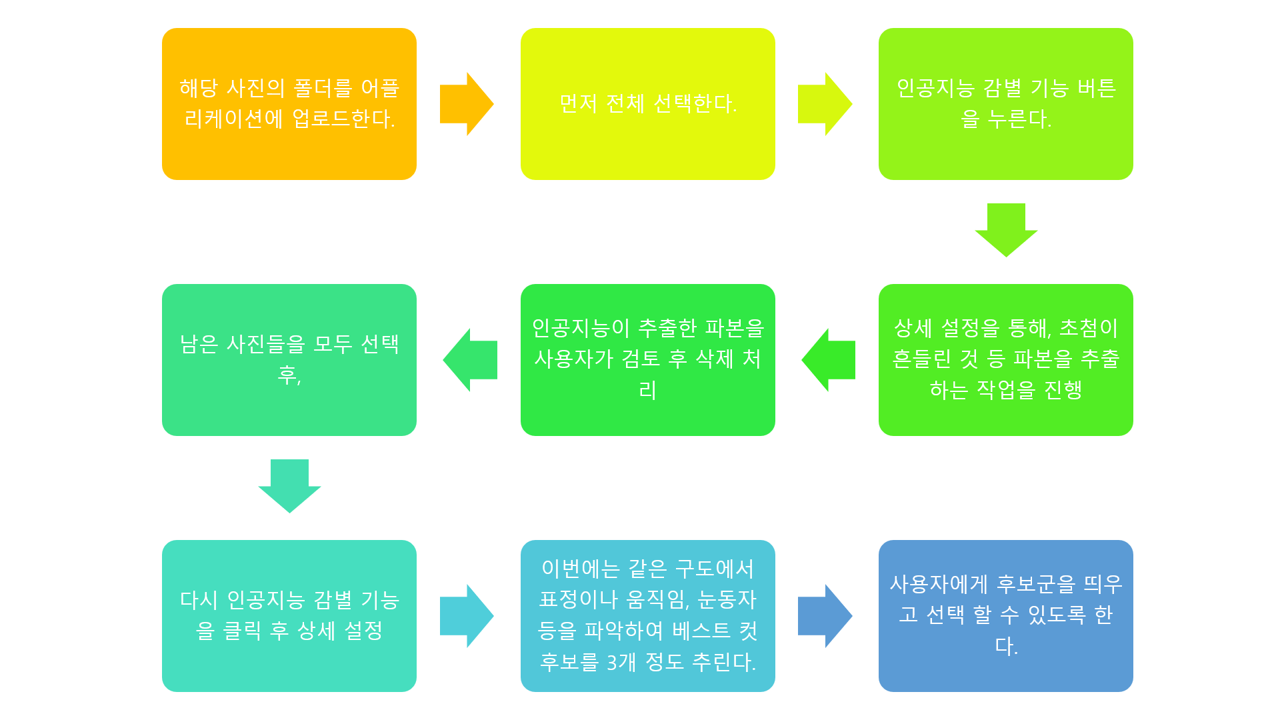 해당 사진의 폴더를 어플
리케이션에 업로드한다.
먼저 전체 선택한다.
인공지능 감별 기능 버튼
을 누른다.
상세 설정을 통해, 초점이
흔들린 것 등 파본을 추출
하는 작업을 진행
인공지능이 추출한 파본을
사용자가 검토 후 삭제 처
리
남은 사진들을 모두 선택
후,
다시 인공지능 감별 기능
을 클릭 후 상세 설정
이번에는 같은 구도에서
표정이나 움직임, 눈동자
등을 파악하여 베스트 컷
후보를 3개 정도 추린다.
사용자에게 후보군을 띄우
고 선택 할 수 있도록 한
다.